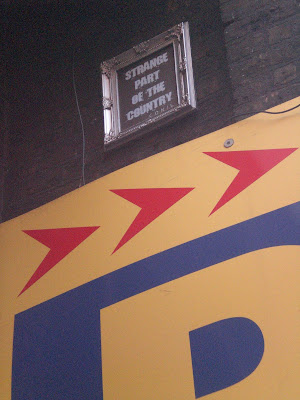 STRANGE
PART
OF THE
COUNTRY